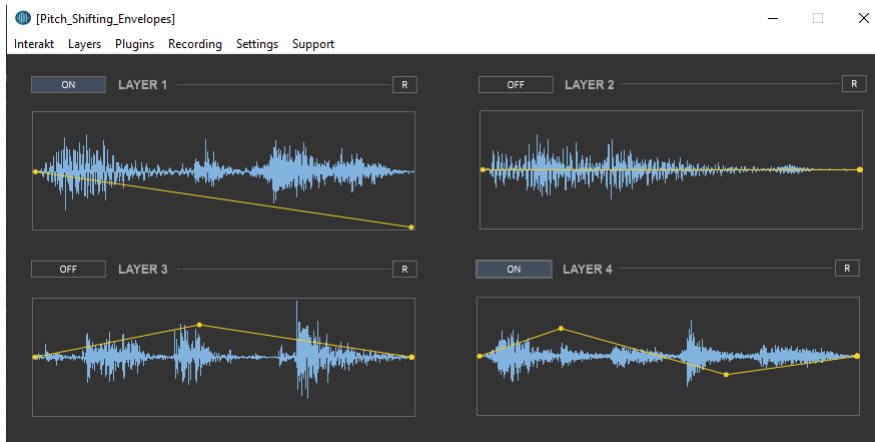 [Pitch_Shifting_Envelopes]
Interakt Layers Plugins Recording Settings Support
ON LAYER 1 R
OFF LAYER 2 R
OFF LAYER 3 R
ON LAYER 4 R